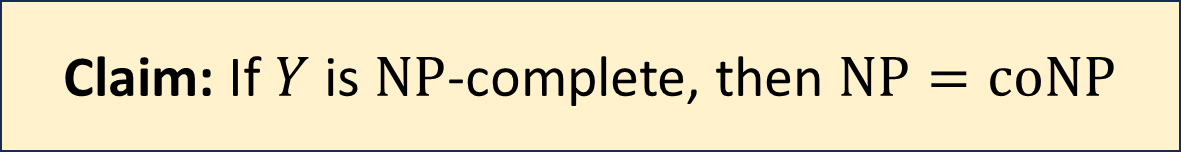 Claim: If Y is NP-complete, then NP = coNP